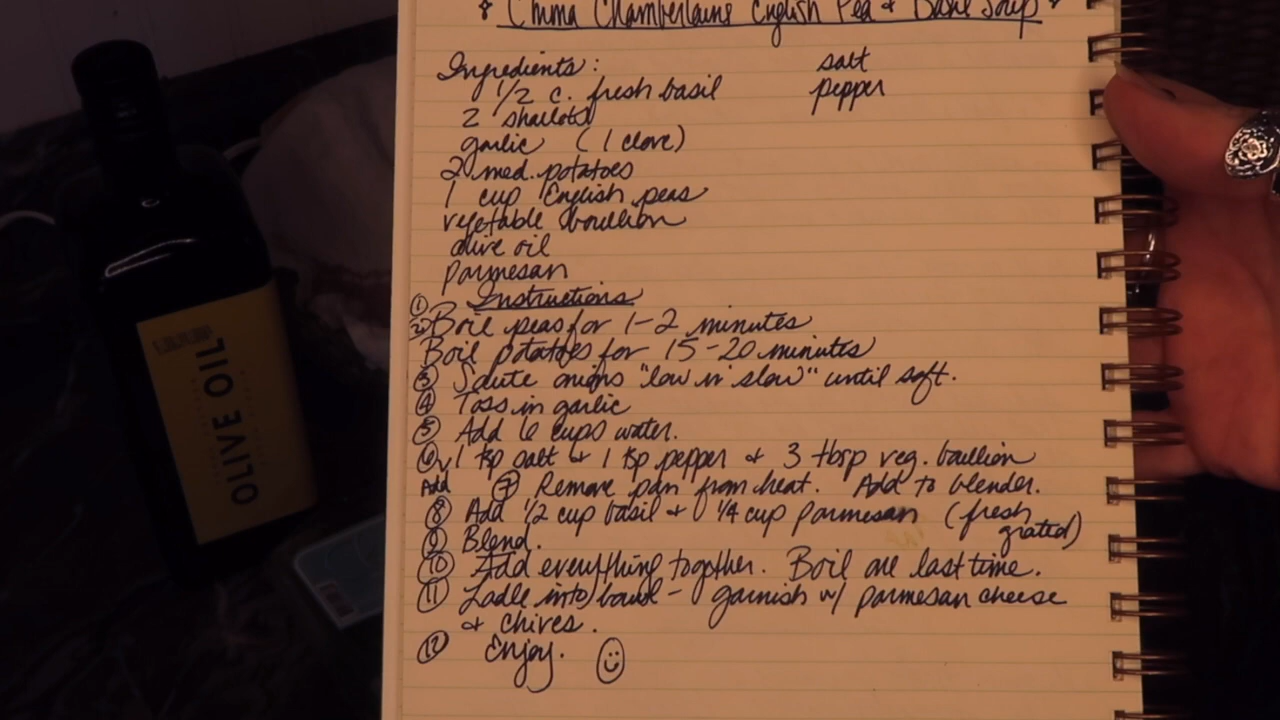 Emma Chamberlains English Pea & Basil Soup
Ingredients:
salt
1/2 c. fresh basil
pepper
2 shallots
garlic (1 clove)
2 med. potatoes
1 cup English peas
vegetable boullion
olive oil
parmesan
Instructions
① Boil peas for 1-2 minutes
② Boil potatoes for 15-20 minutes
③ Saute onions "low n' slow" until soft.
④ Toss in garlic
⑤ Add 6 cups water.
⑥ 1 tsp salt & 1 tsp pepper & 3 tbsp veg. boullion
Add ⑦ Remove pan from heat. Add to blender.
⑧ Add 1/2 cup basil & 1/4 cup parmesan (fresh
grated)
⑨ Blend.
⑩ Add everything together. Boil one last time.
⑪ Ladle into bowl - garnish w/ parmesan cheese
& chives.
⑫ Enjoy. ☺
OLIVE OIL